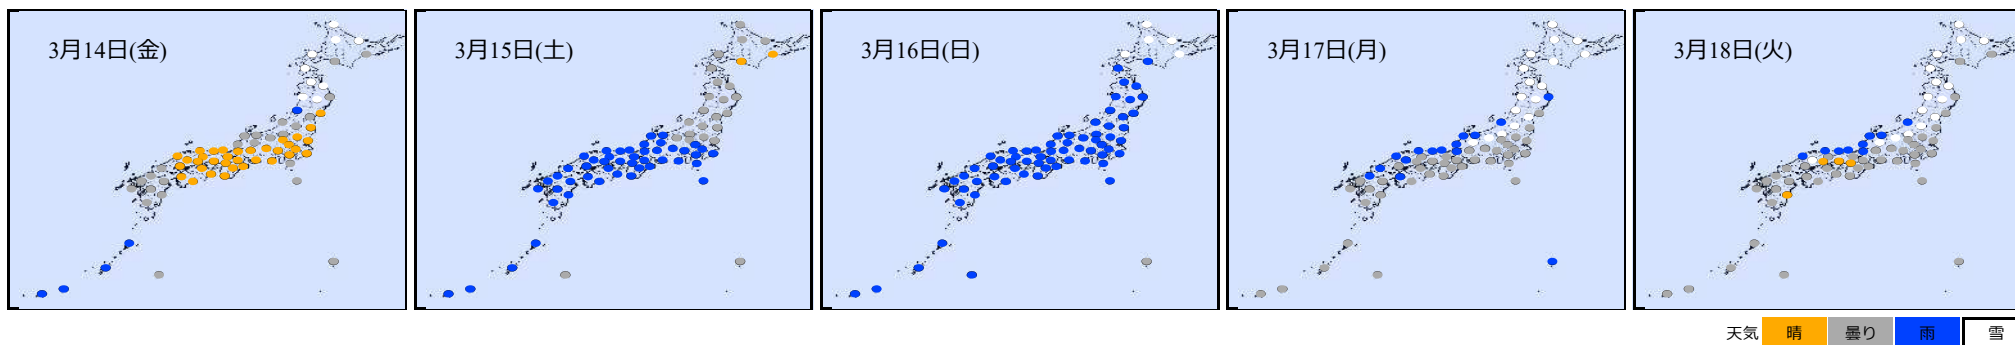 3月14日(金)
3月15日(土)
3月16日(日)
3月17日(月)
3月18日(火)
天気 晴 曇り 雨 雪